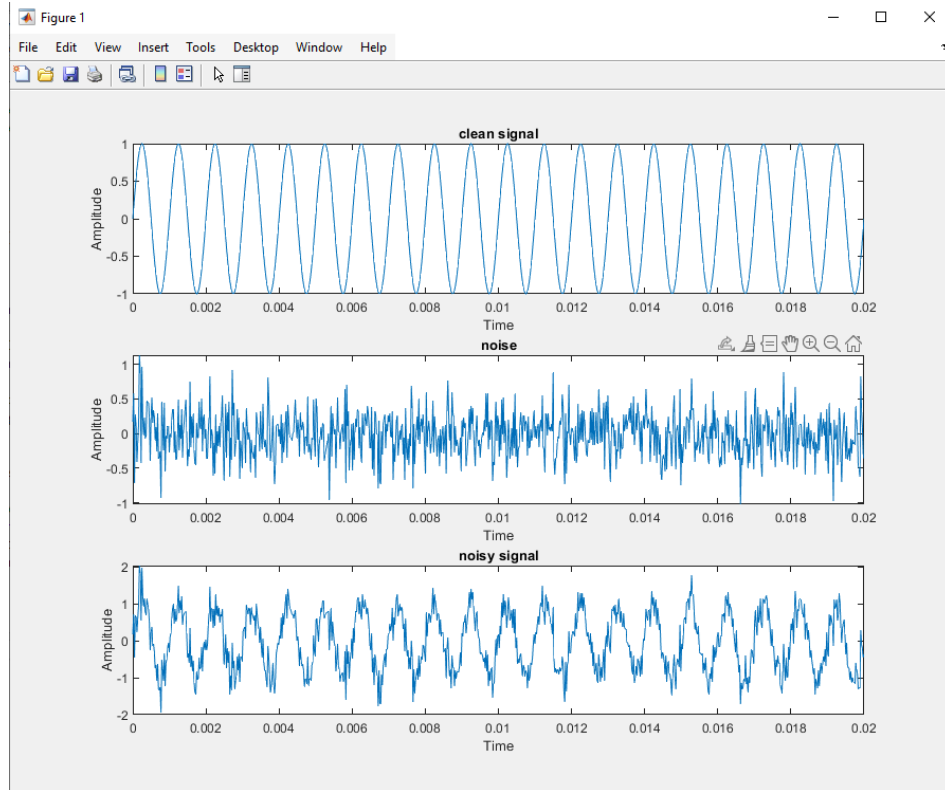 Figure 1
File Edit View Insert Tools Desktop Window Help
clean signal
1
0.5
0
-0.5
-1
Amplitude
0 0.002 0.004 0.006 0.008 0.01 0.012 0.014 0.016 0.018 0.02
Time
noise
1
0.5
0
-0.5
-1
Amplitude
0 0.002 0.004 0.006 0.008 0.01 0.012 0.014 0.016 0.018 0.02
Time
noisy signal
2
1
0
-1
-2
Amplitude
0 0.002 0.004 0.006 0.008 0.01 0.012 0.014 0.016 0.018 0.02
Time